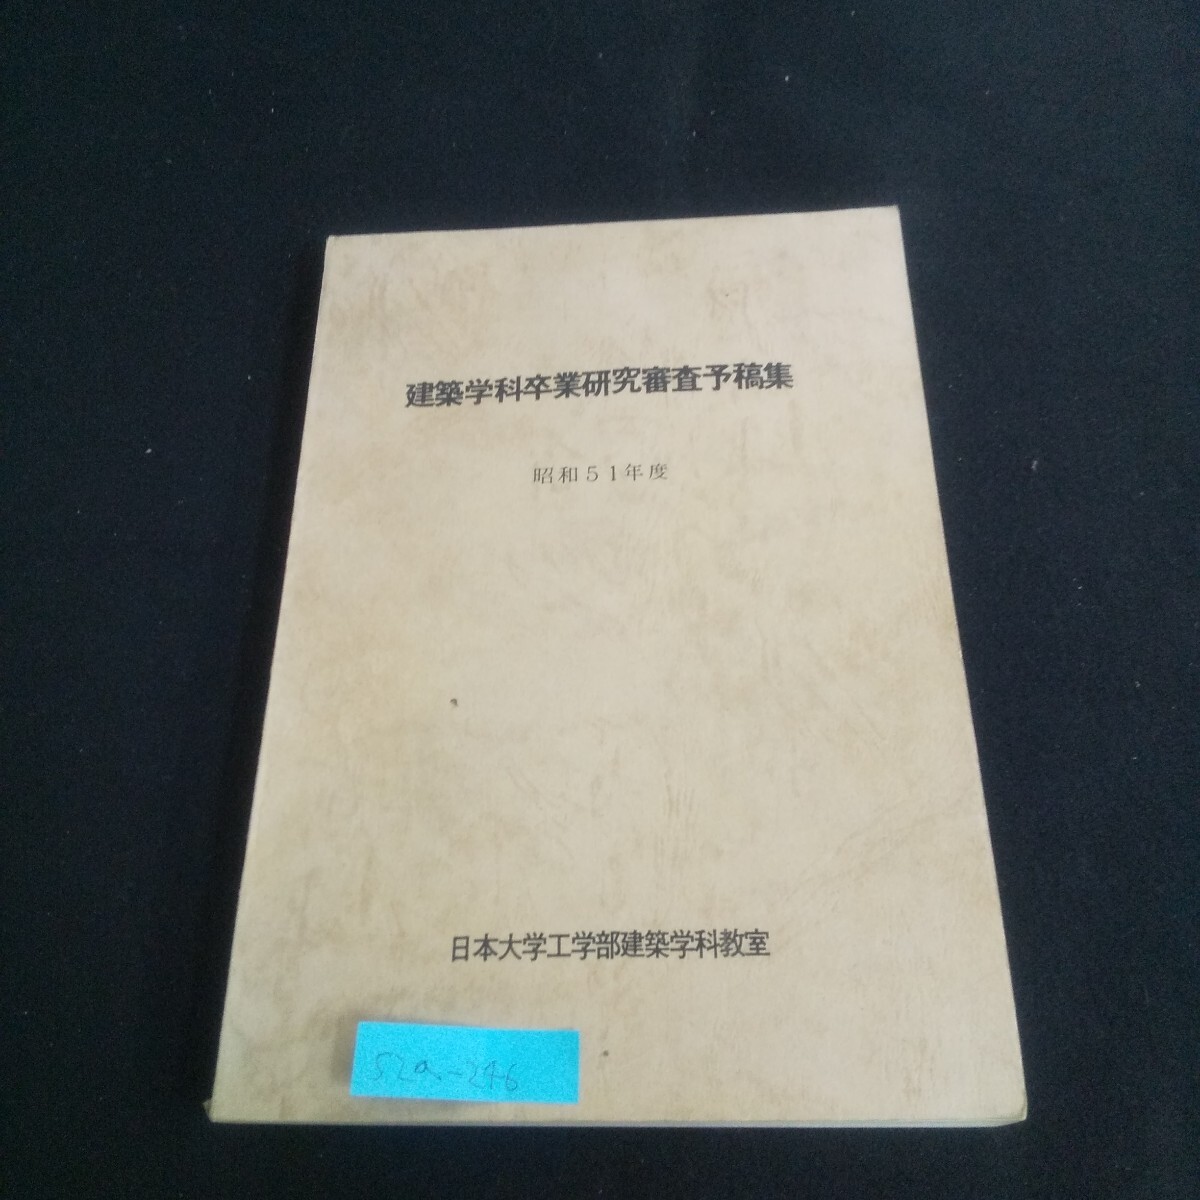 建築学科卒業研究審査予稿集
昭和51年度
日本大学工学部建築学科教室